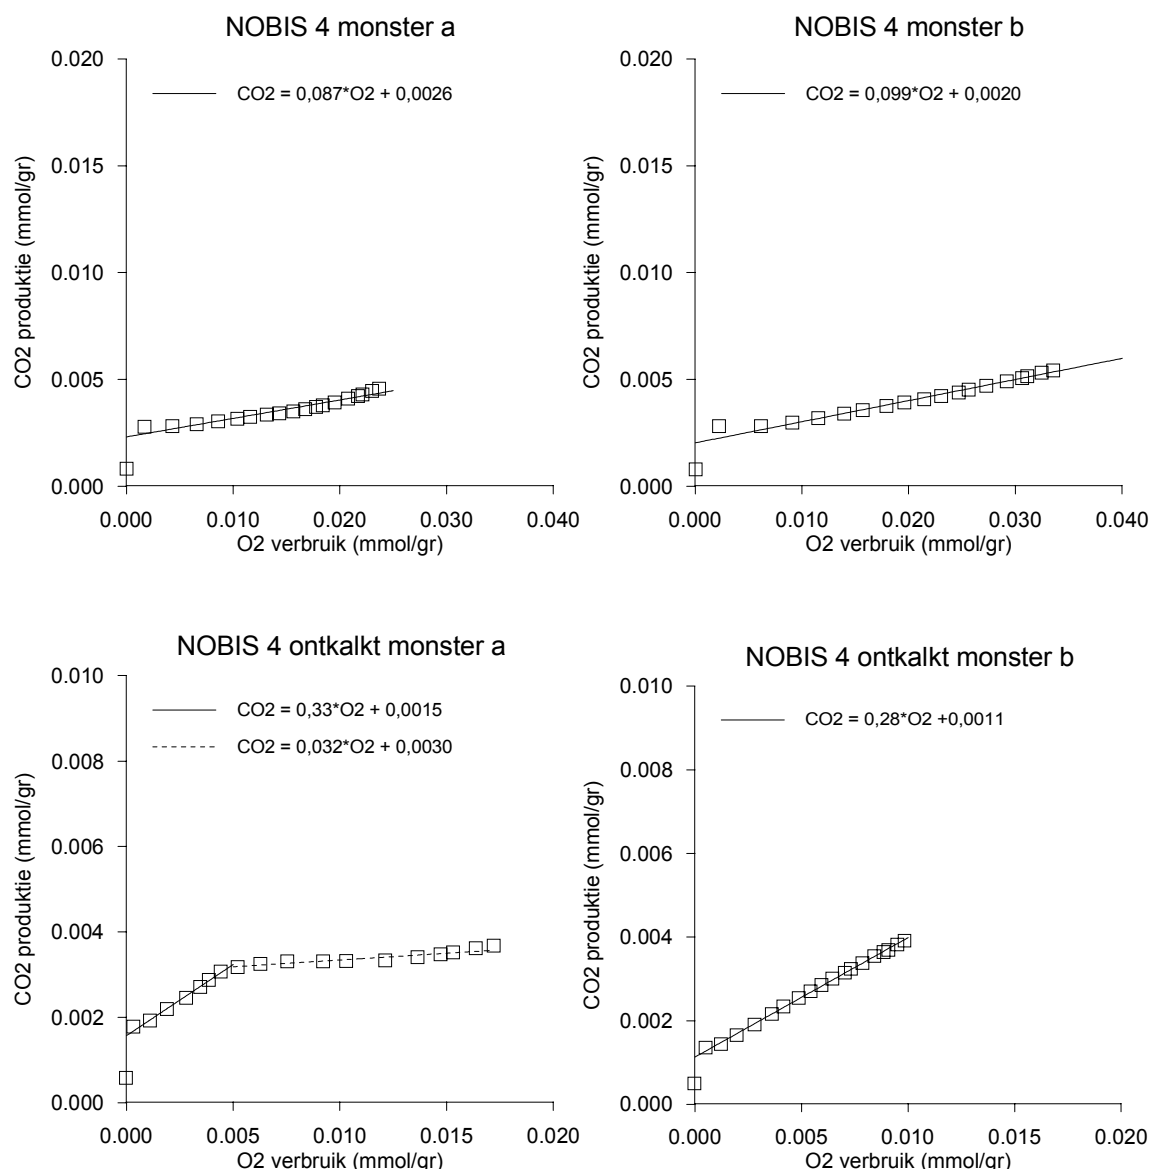 NOBIS 4 monster a
CO2 = 0,087*O2 + 0,0026
CO2 produktie (mmol/gr)
0.020
0.015
0.010
0.005
0.000
0.000 0.010 0.020 0.030 0.040
O2 verbruik (mmol/gr)
NOBIS 4 monster b
CO2 = 0,099*O2 + 0,0020
CO2 produktie (mmol/gr)
0.020
0.015
0.010
0.005
0.000
0.000 0.010 0.020 0.030 0.040
O2 verbruik (mmol/gr)
NOBIS 4 ontkalkt monster a
CO2 = 0,33*O2 + 0,0015
CO2 = 0,032*O2 + 0,0030
CO2 produktie (mmol/gr)
0.010
0.008
0.006
0.004
0.002
0.000
0.000 0.005 0.010 0.015 0.020
O2 verbruik (mmol/gr)
NOBIS 4 ontkalkt monster b
CO2 = 0,28*O2 +0,0011
CO2 produktie (mmol/gr)
0.010
0.008
0.006
0.004
0.002
0.000
0.000 0.005 0.010 0.015 0.020
O2 verbruik (mmol/gr)